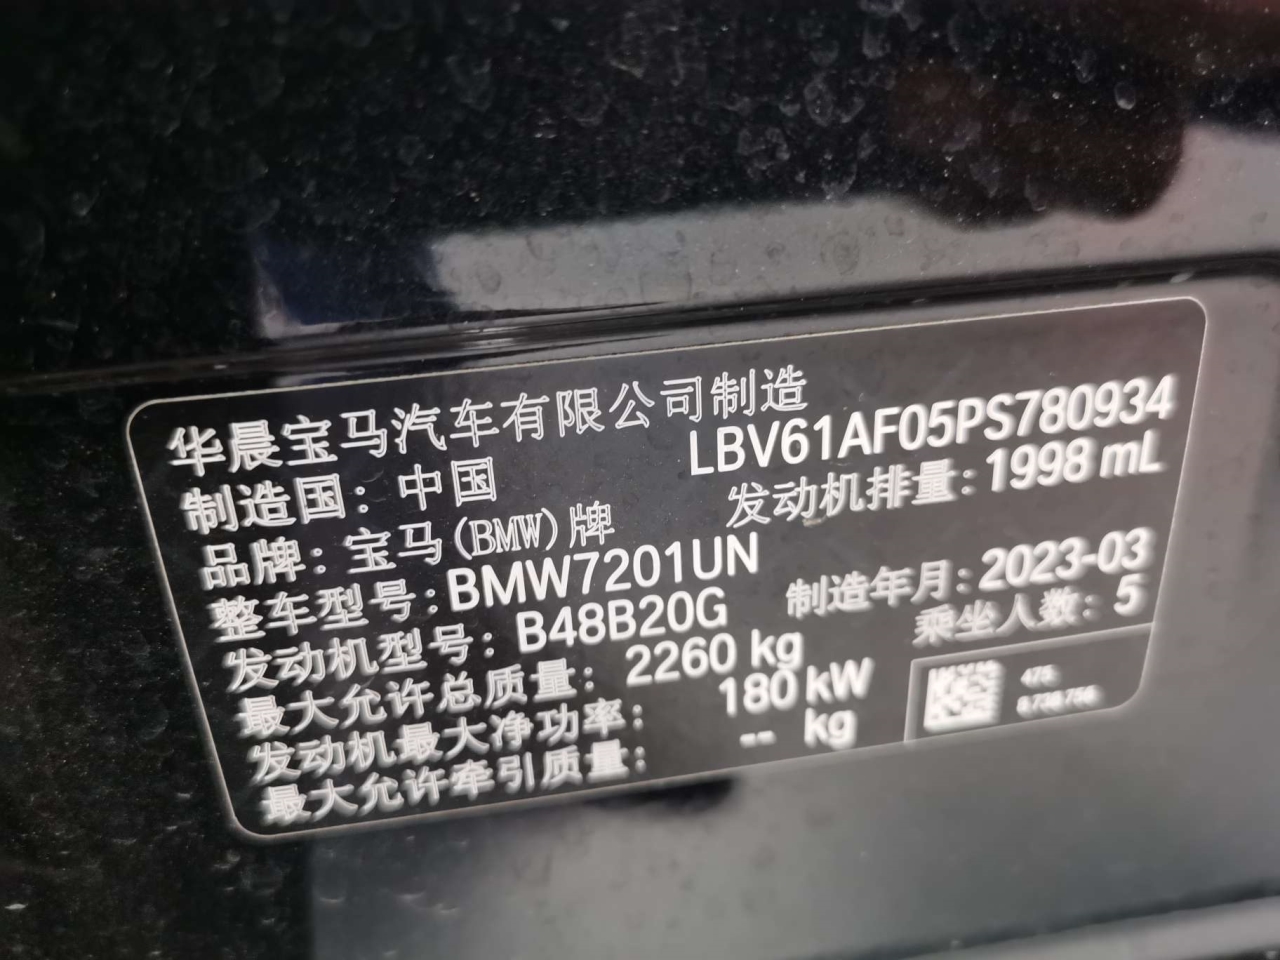 华晨宝马汽车有限公司制造
制造国：中国 LBV61AF05PS780934
品牌：宝马(BMW)牌 发动机排量：1998 mL
整车型号：BMW7201UN
发动机型号：B48B20G 制造年月：2023-03
最大允许总质量：2260 kg 乘坐人数：5
发动机最大净功率：180 kW
最大允许牵引质量：-- kg
475
8738756